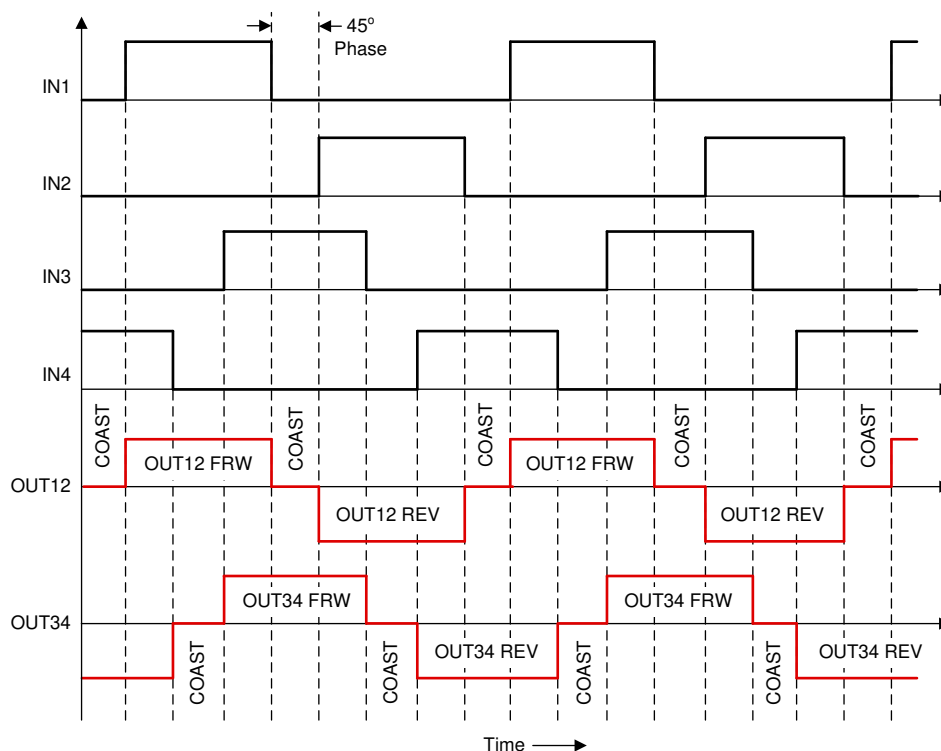 45°
Phase
IN1
IN2
IN3
IN4
COAST
COAST
COAST
COAST
COAST
OUT12 FRW
OUT12 FRW
OUT12
OUT12 REV
OUT12 REV
OUT34 FRW
OUT34 FRW
OUT34
COAST
COAST
COAST
COAST
OUT34 REV
OUT34 REV
Time